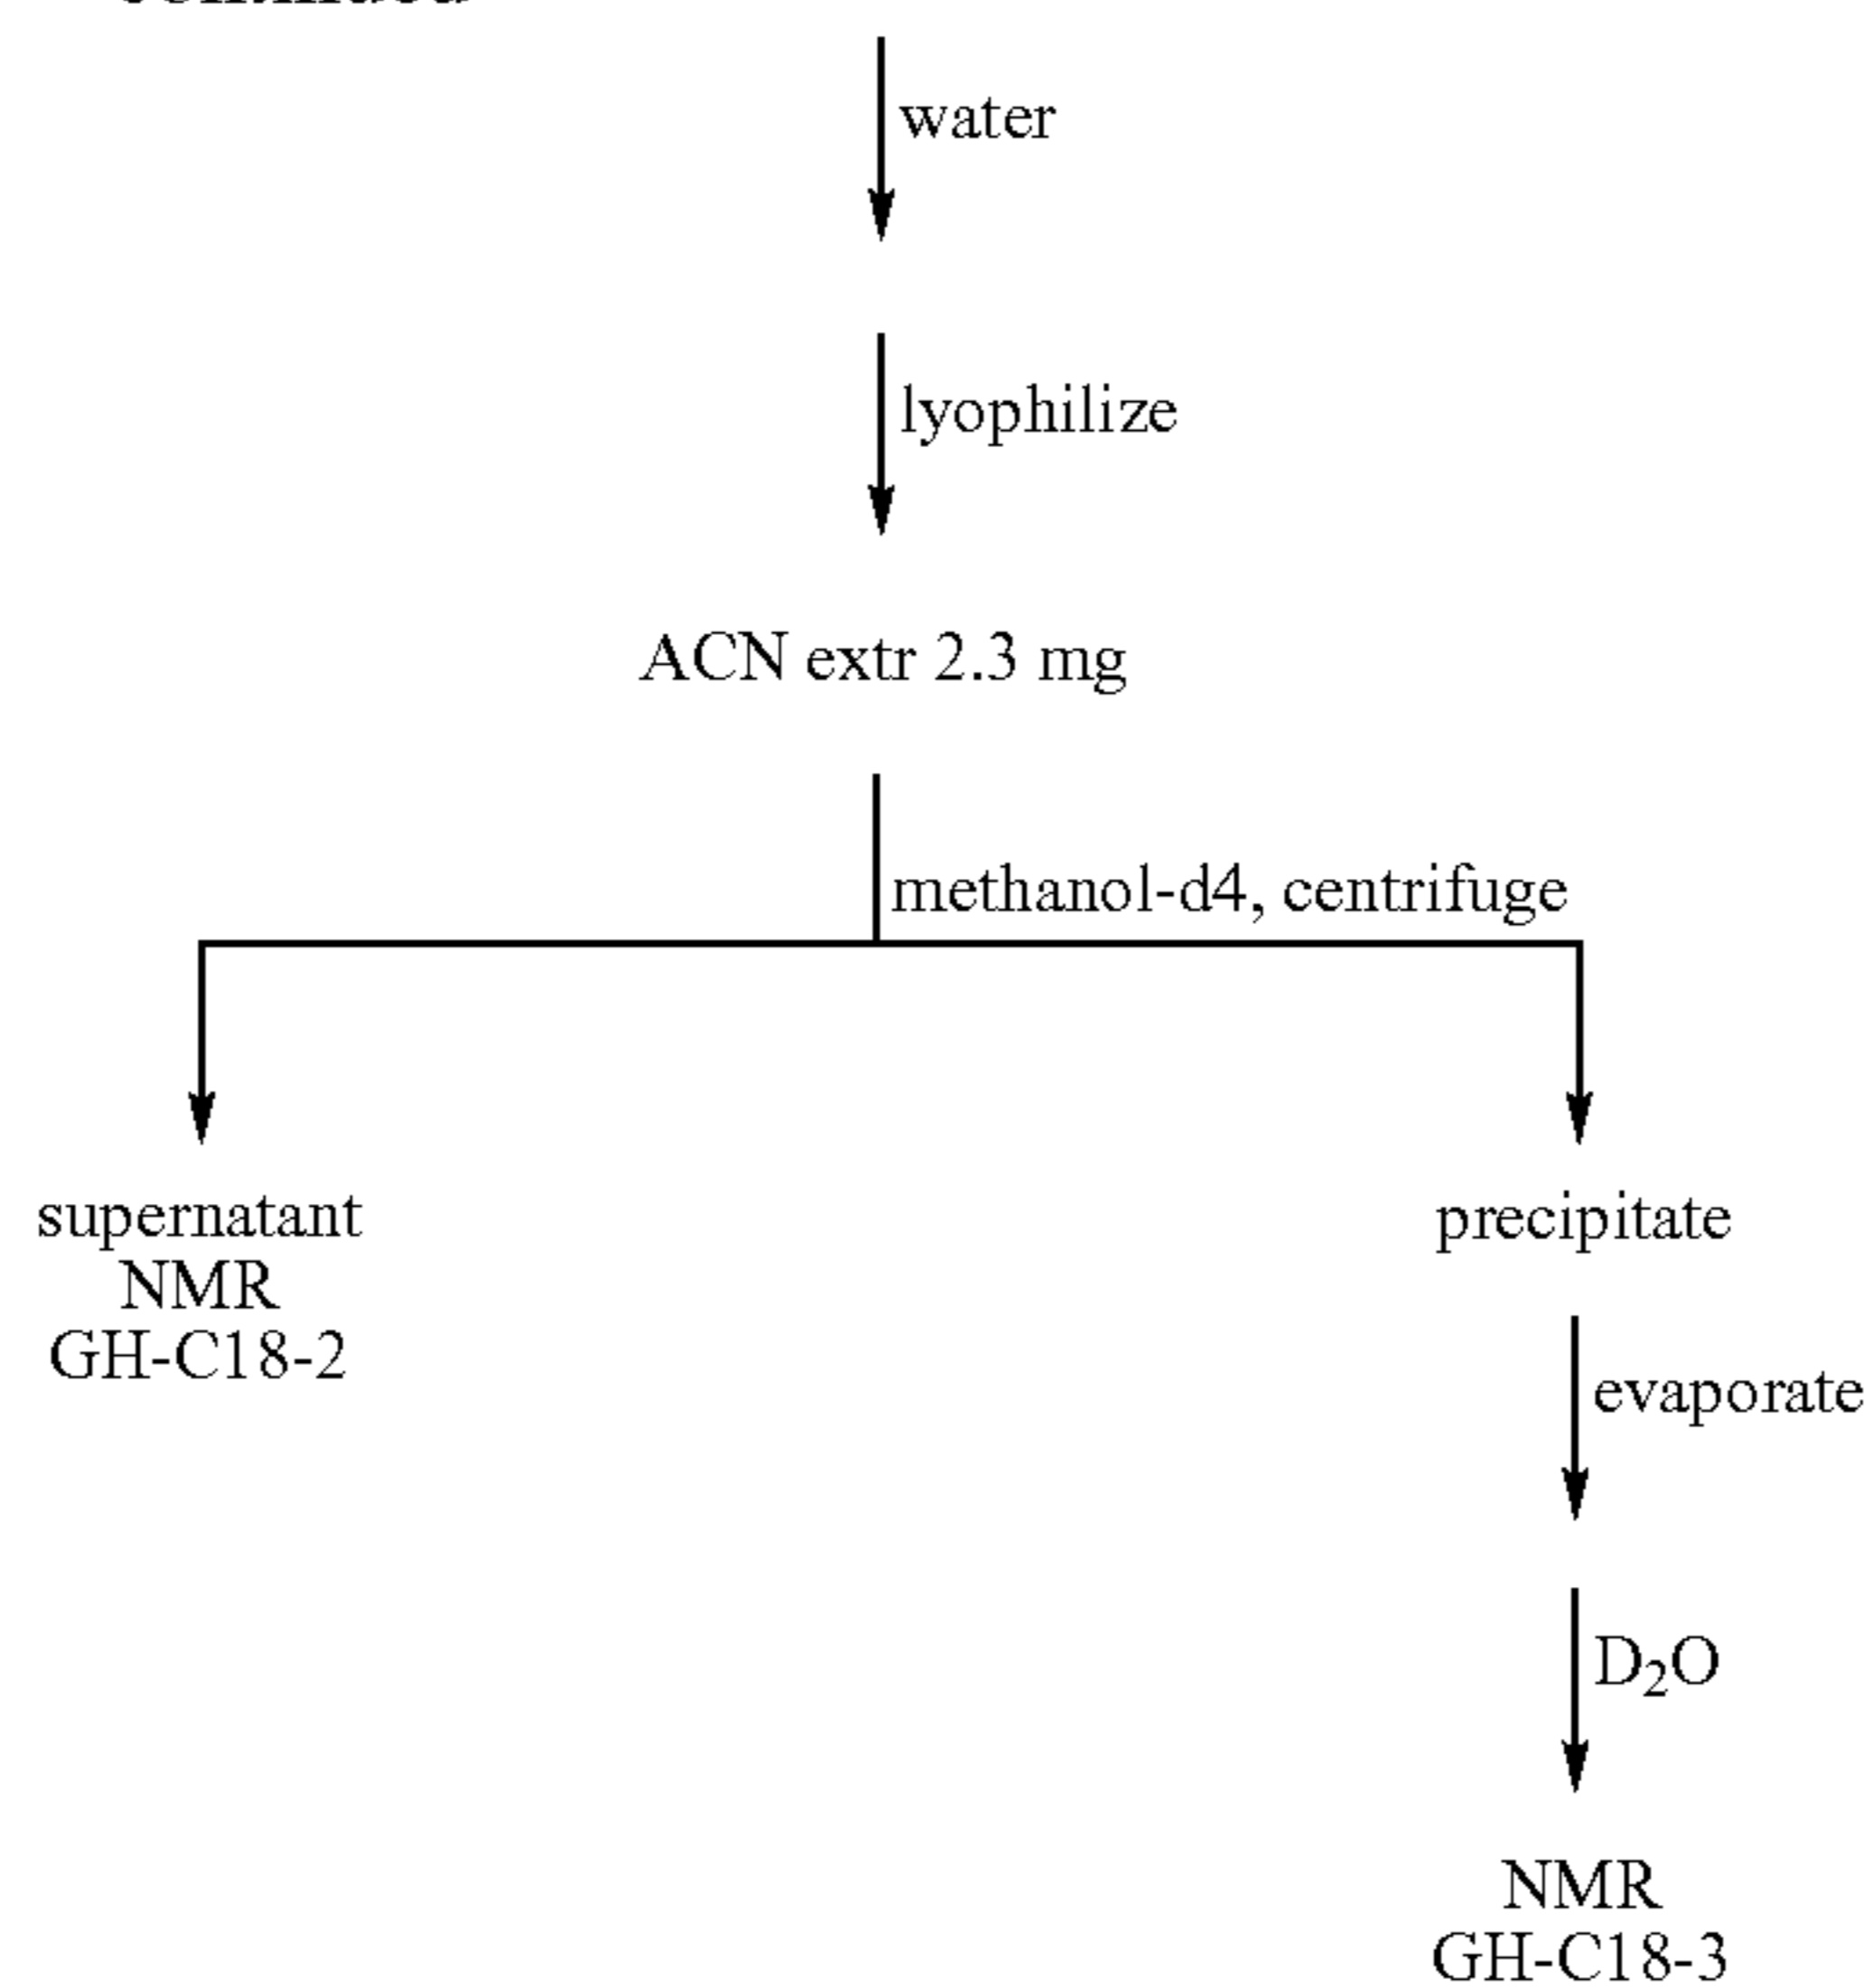 water
lyophilize
ACN extr 2.3 mg
methanol-d4, centrifuge
supernatant
NMR
GH-C18-2
precipitate
evaporate
D₂O
NMR
GH-C18-3